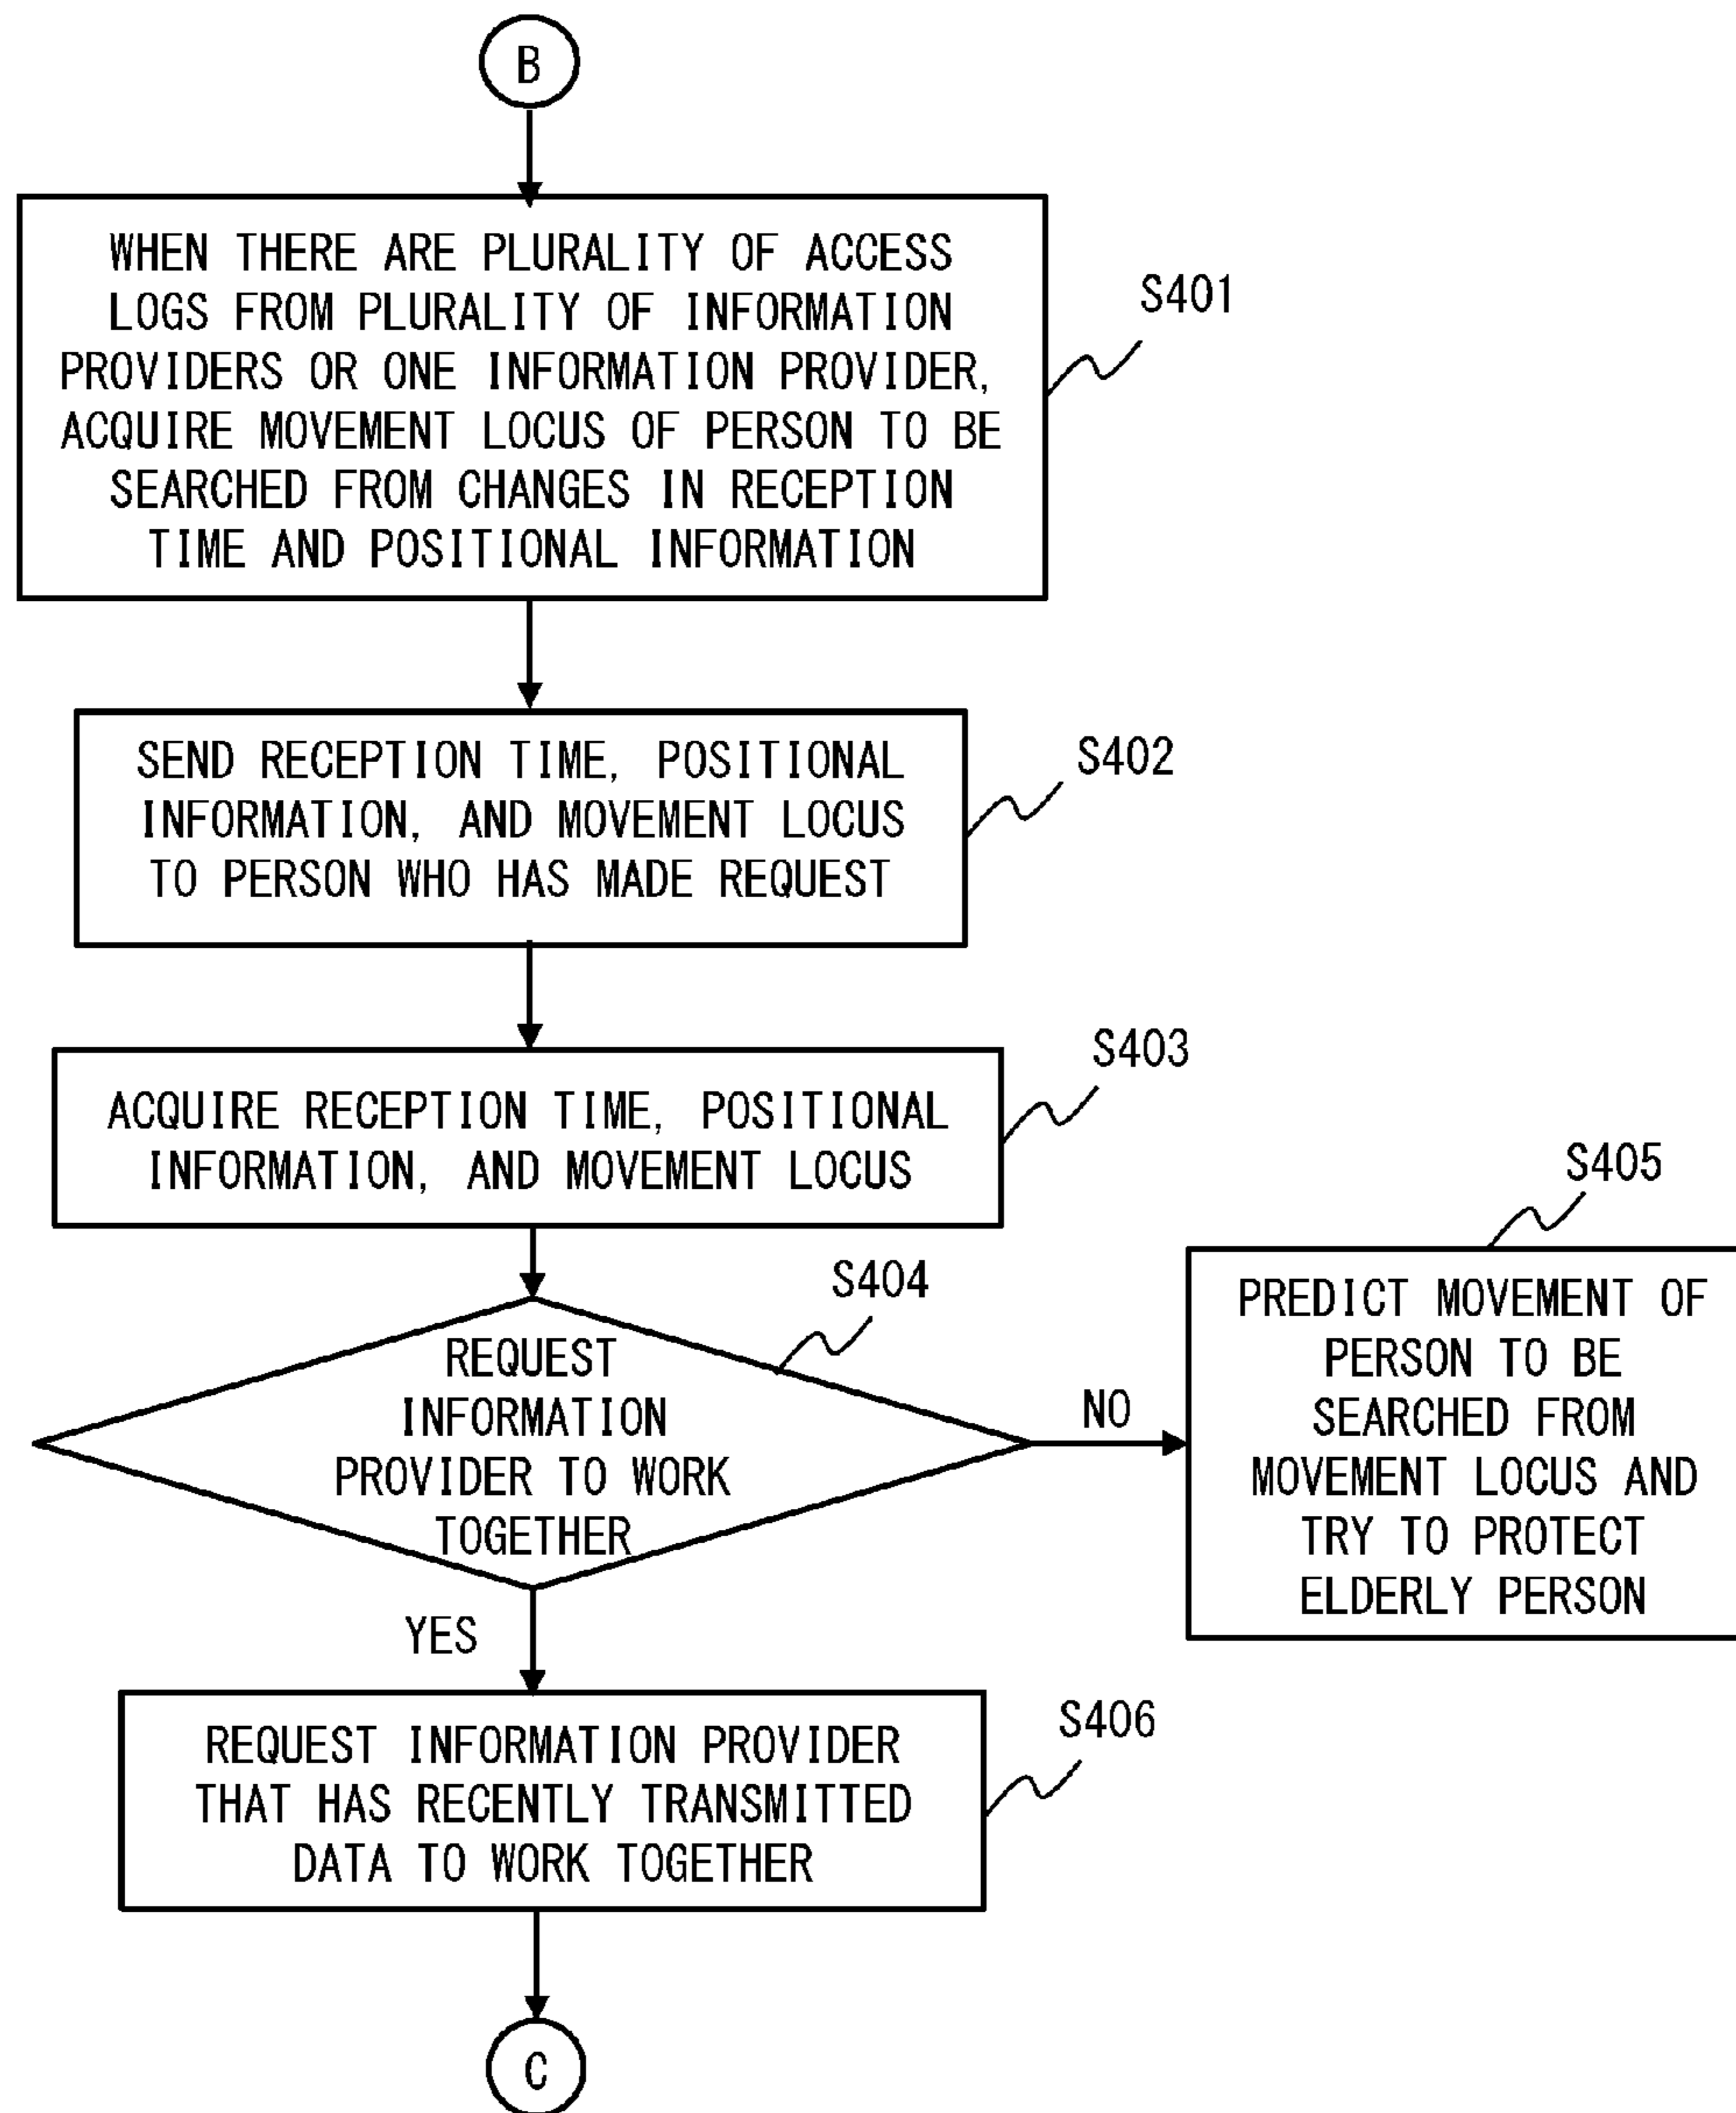 B
WHEN THERE ARE PLURALITY OF ACCESS
LOGS FROM PLURALITY OF INFORMATION
PROVIDERS OR ONE INFORMATION PROVIDER,
ACQUIRE MOVEMENT LOCUS OF PERSON TO BE
SEARCHED FROM CHANGES IN RECEPTION
TIME AND POSITIONAL INFORMATION
S401
SEND RECEPTION TIME, POSITIONAL
INFORMATION, AND MOVEMENT LOCUS
TO PERSON WHO HAS MADE REQUEST
S402
ACQUIRE RECEPTION TIME, POSITIONAL
INFORMATION, AND MOVEMENT LOCUS
S403
REQUEST
INFORMATION
PROVIDER TO WORK
TOGETHER
S404
NO
S405
PREDICT MOVEMENT OF
PERSON TO BE
SEARCHED FROM
MOVEMENT LOCUS AND
TRY TO PROTECT
ELDERLY PERSON
YES
REQUEST INFORMATION PROVIDER
THAT HAS RECENTLY TRANSMITTED
DATA TO WORK TOGETHER
S406
C